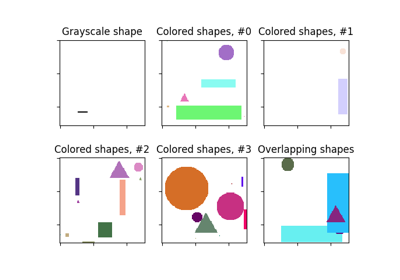 Grayscale shape
Colored shapes, #0
Colored shapes, #1
Colored shapes, #2
Colored shapes, #3
Overlapping shapes